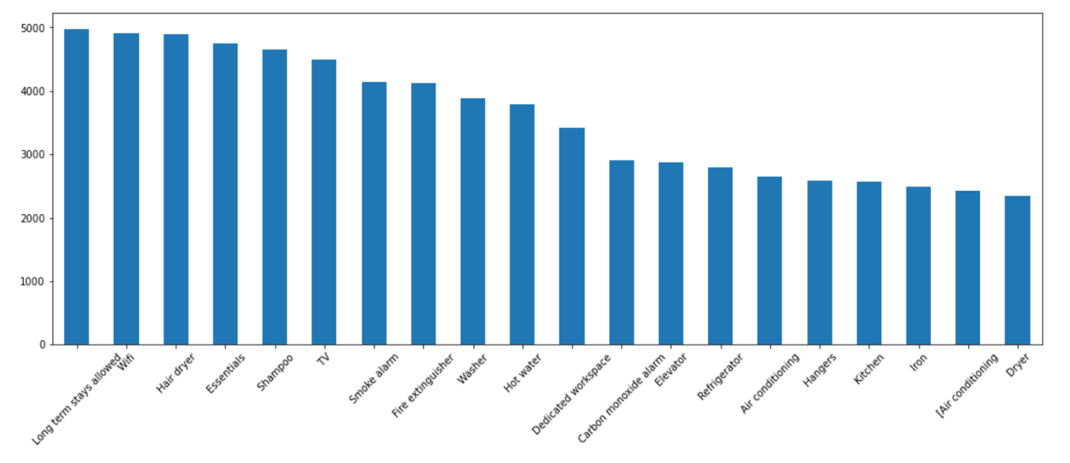 5000
4000
3000
2000
1000
0
Long term stays allowed
Wifi
Hair dryer
Essentials
Shampoo
TV
Smoke alarm
Fire extinguisher
Washer
Hot water
Dedicated workspace
Carbon monoxide alarm
Elevator
Refrigerator
Air conditioning
Hangers
Kitchen
Iron
[Air conditioning
Dryer